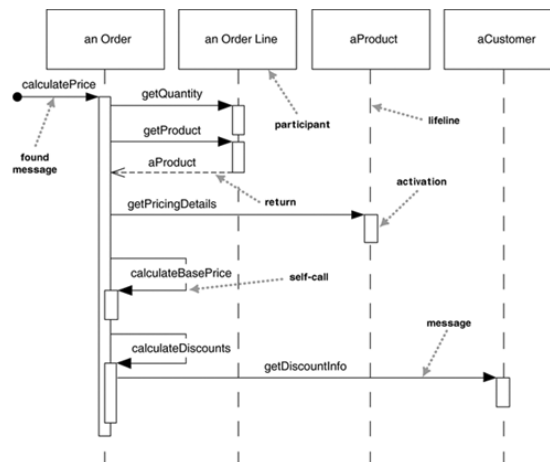 an Order
an Order Line
aProduct
aCustomer
calculatePrice
getQuantity
participant
lifeline
found
message
getProduct
aProduct
return
activation
getPricingDetails
calculateBasePrice
self-call
message
calculateDiscounts
getDiscountInfo